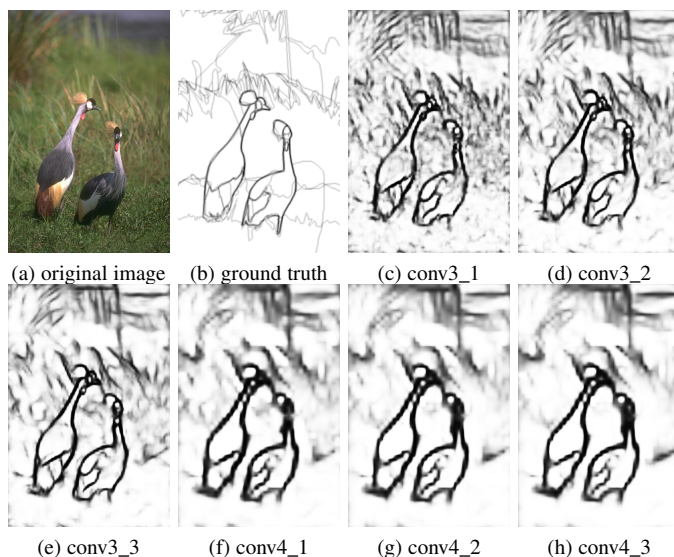 (a) original image
(b) ground truth
(c) conv3_1
(d) conv3_2
(e) conv3_3
(f) conv4_1
(g) conv4_2
(h) conv4_3